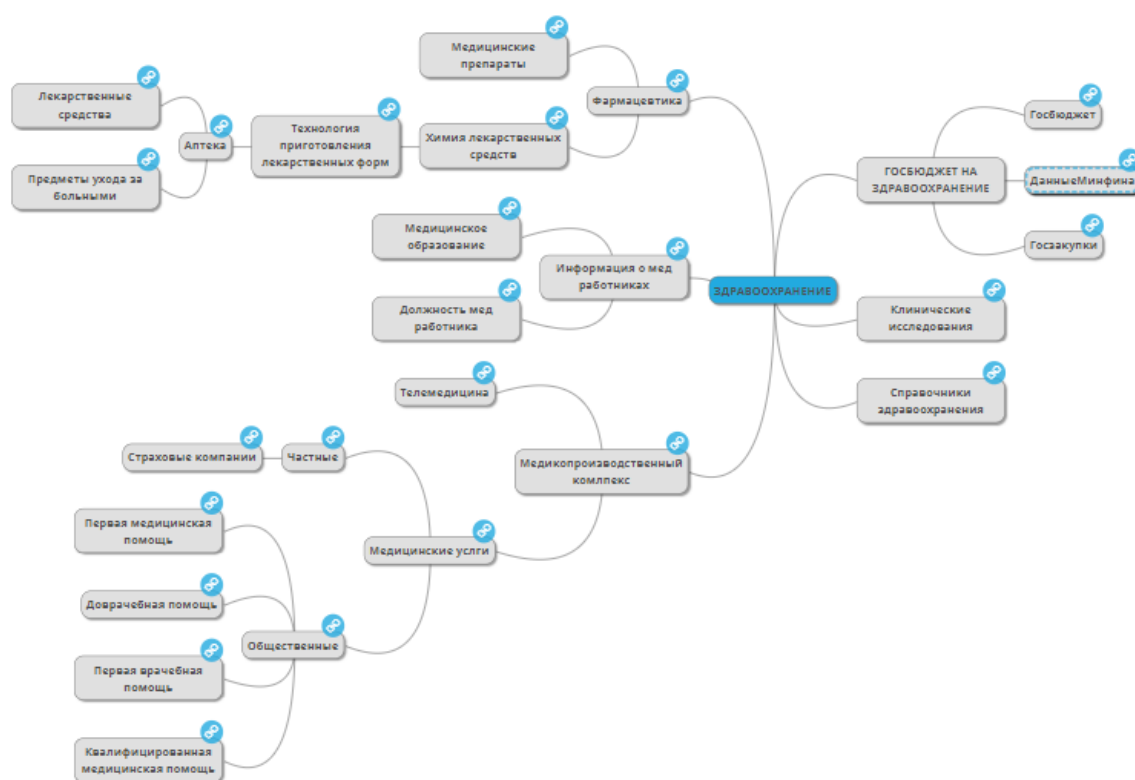 Медицинские
препараты
Фармацевтика
Химия лекарственных
средств
Технология
приготовления
лекарственных форм
Аптека
Лекарственные
средства
Предметы ухода за
больными
Госбюджет
ГОСБЮДЖЕТ НА
ЗДРАВООХРАНЕНИЕ
ДанныеМинфина
Госзакупки
Медицинское
образование
Информация о мед
работниках
Должность мед
работника
ЗДРАВООХРАНЕНИЕ
Клинические
исследования
Справочники
здравоохранения
Телемедицина
Медикопроизводственный
комлпекс
Страховые компании
Частные
Медицинские услги
Первая медицинская
помощь
Доврачебная помощь
Общественные
Первая врачебная
помощь
Квалифицированная
медицинская помощь